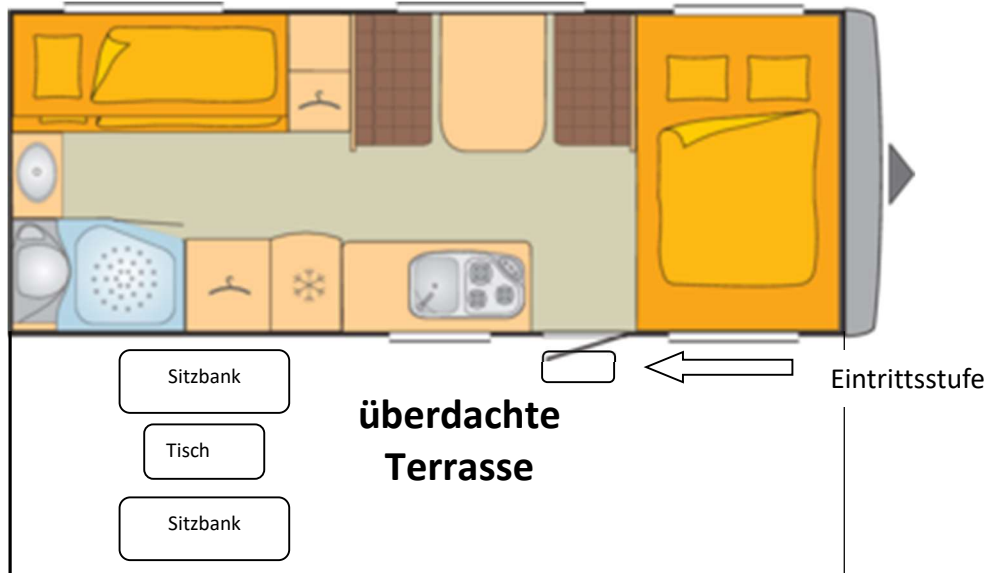 Sitzbank
Eintrittsstufe
überdachte
Terrasse
Tisch
Sitzbank